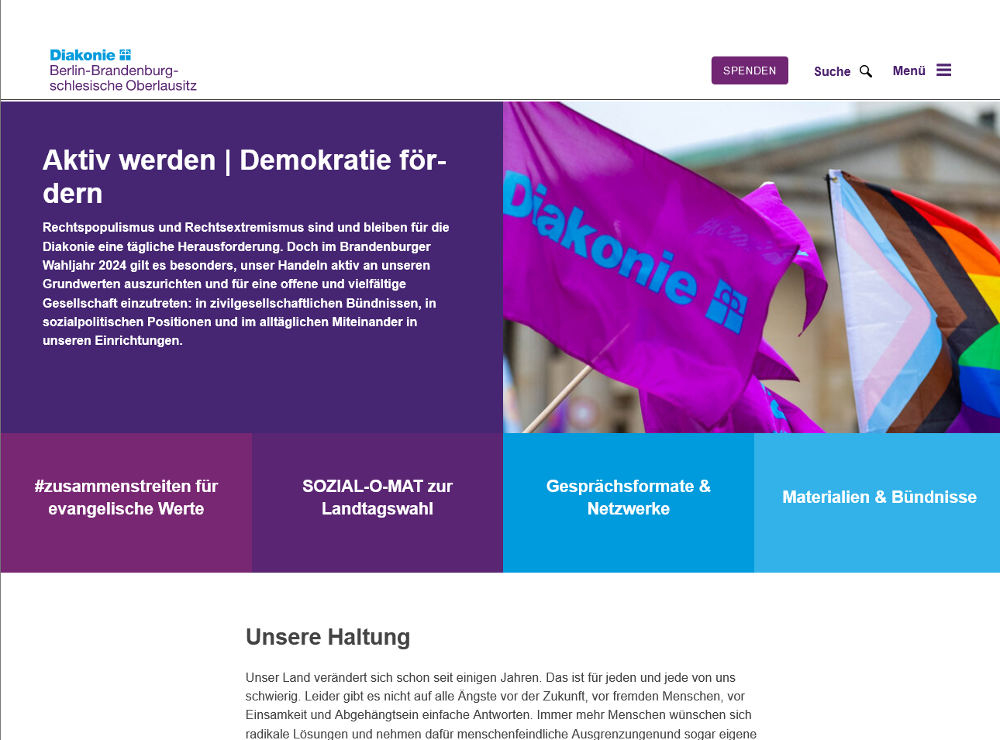 Diakonie
Berlin-Brandenburg-
schlesische Oberlausitz
SPENDEN
Suche
Menü
Aktiv werden | Demokratie för-
dern
Rechtspopulismus und Rechtsextremismus sind und bleiben für die
Diakonie eine tägliche Herausforderung. Doch im Brandenburger
Wahljahr 2024 gilt es besonders, unser Handeln aktiv an unseren
Grundwerten auszurichten und für eine offene und vielfältige
Gesellschaft einzutreten: in zivilgesellschaftlichen Bündnissen, in
sozialpolitischen Positionen und im alltäglichen Miteinander in
unseren Einrichtungen.
Diakonie
#zusammenstreiten für
evangelische Werte
SOZIAL-O-MAT zur
Landtagswahl
Gesprächsformate &
Netzwerke
Materialien & Bündnisse
Unsere Haltung
Unser Land verändert sich schon seit einigen Jahren. Das ist für jeden und jede von uns
schwierig. Leider gibt es nicht auf alle Ängste vor der Zukunft, vor fremden Menschen, vor
Einsamkeit und Abgehängtsein einfache Antworten. Immer mehr Menschen wünschen sich
radikale Lösungen und nehmen dafür menschenfeindliche Ausgrenzungenund sogar eigene